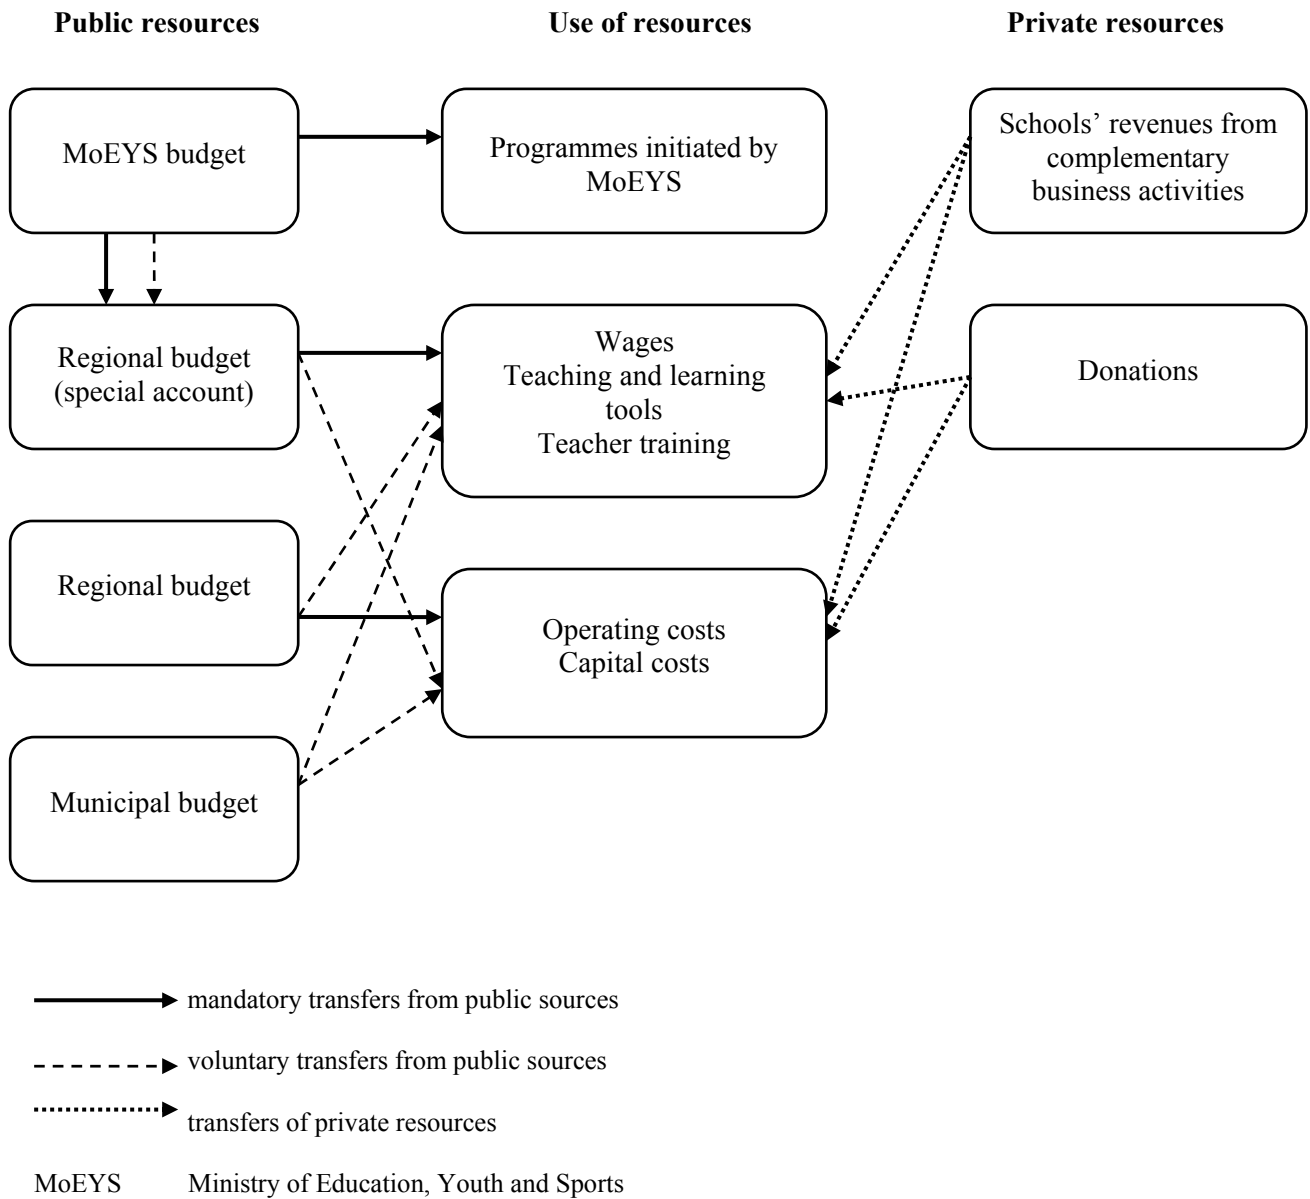 Public resources
Use of resources
Private resources
MoEYS budget
Programmes initiated by
MoEYS
Schools’ revenues from
complementary
business activities
Regional budget
(special account)
Wages
Teaching and learning
tools
Teacher training
Donations
Regional budget
Operating costs
Capital costs
Municipal budget
mandatory transfers from public sources
voluntary transfers from public sources
transfers of private resources
MoEYS Ministry of Education, Youth and Sports